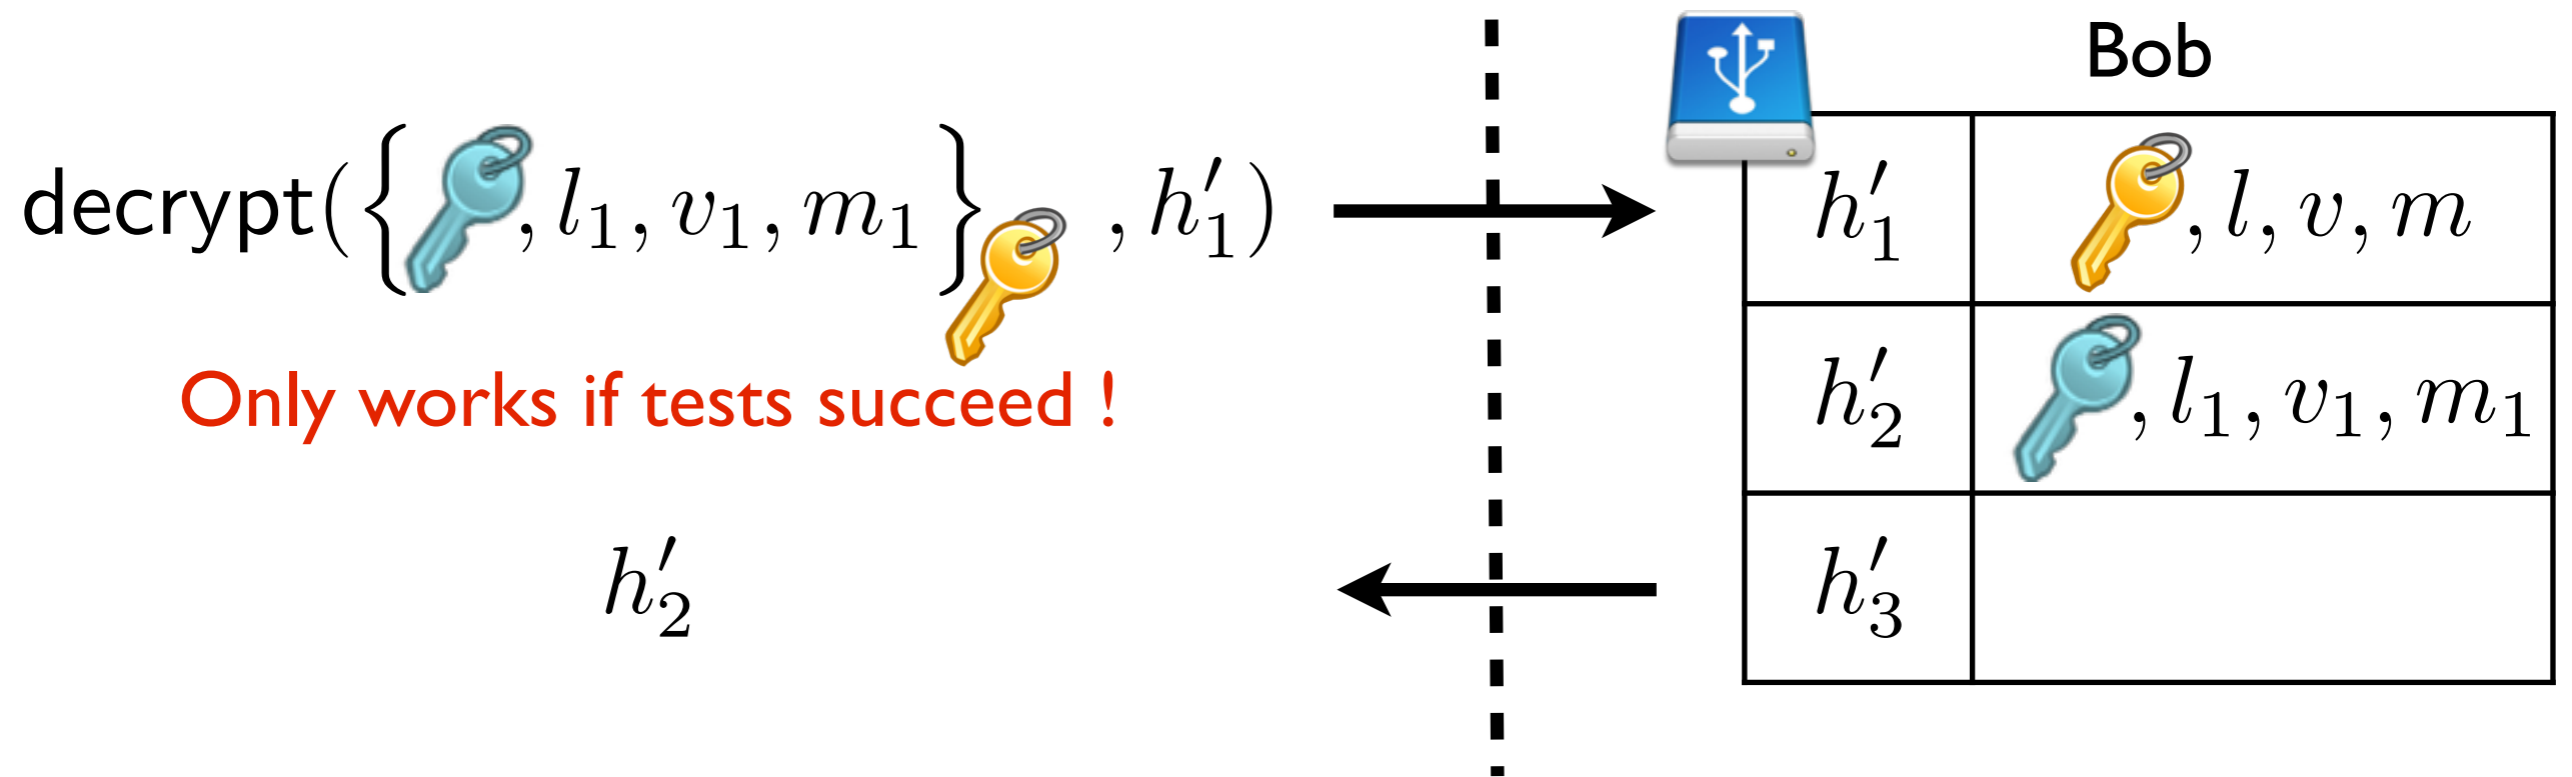 Bob
decrypt({ , l₁, v₁, m₁} , h′₁)
h′₁ , l, v, m
Only works if tests succeed !
h′₂ , l₁, v₁, m₁
h′₂
h′₃